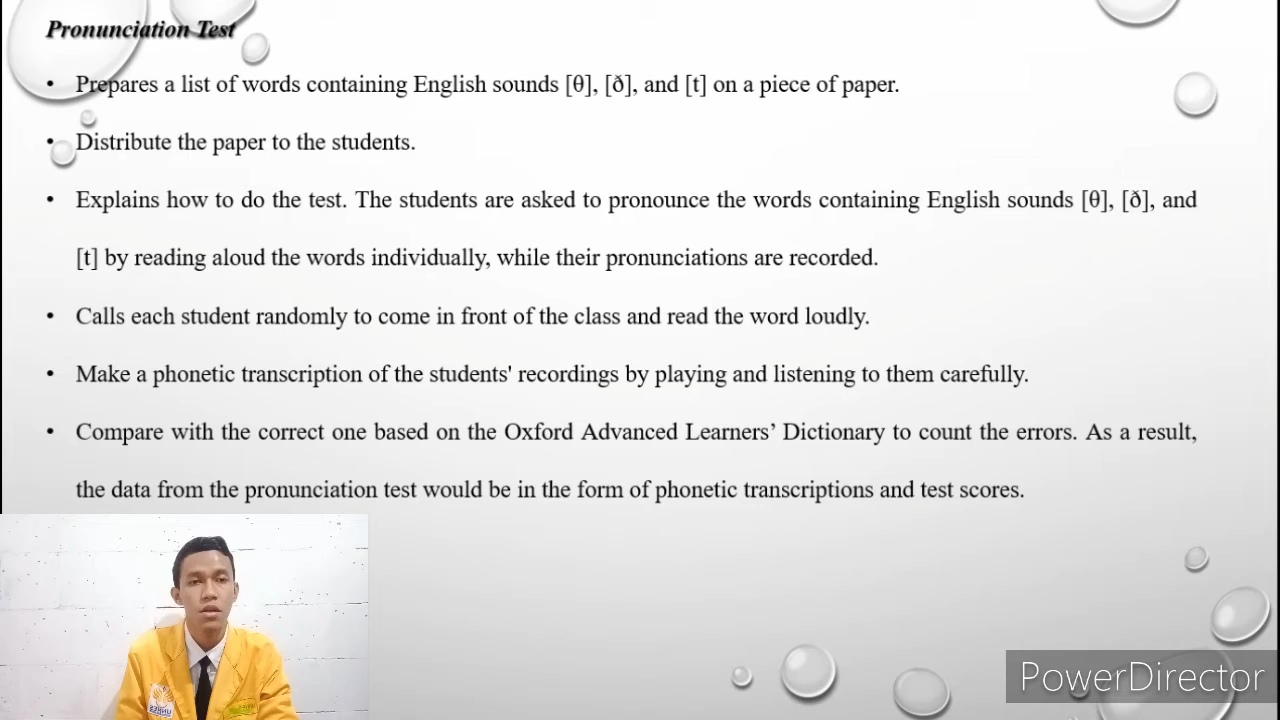 Pronunciation Test
• Prepares a list of words containing English sounds [θ], [ð], and [t] on a piece of paper.
• Distribute the paper to the students.
• Explains how to do the test. The students are asked to pronounce the words containing English sounds [θ], [ð], and
[t] by reading aloud the words individually, while their pronunciations are recorded.
• Calls each student randomly to come in front of the class and read the word loudly.
• Make a phonetic transcription of the students' recordings by playing and listening to them carefully.
• Compare with the correct one based on the Oxford Advanced Learners’ Dictionary to count the errors. As a result,
the data from the pronunciation test would be in the form of phonetic transcriptions and test scores.
PowerDirector